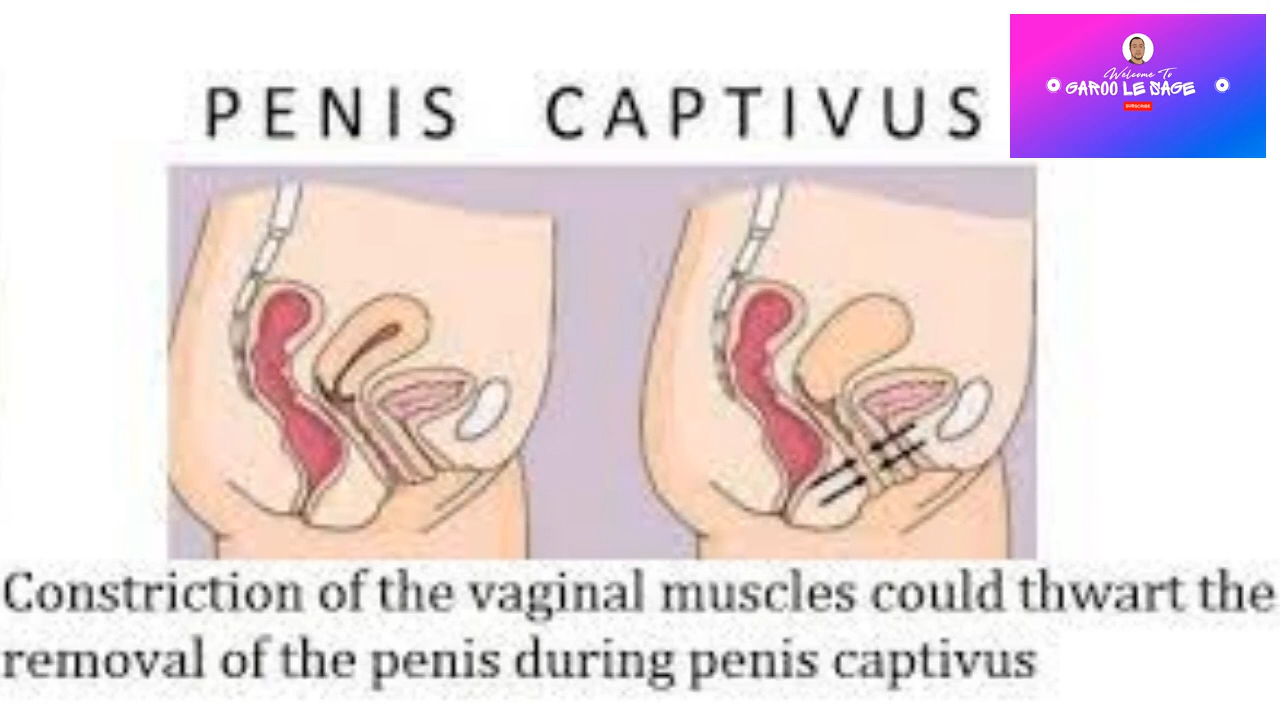 PENIS CAPTIVUS
Welcome To
GAROO LE SAGE
SUBSCRIBE
Constriction of the vaginal muscles could thwart the
removal of the penis during penis captivus